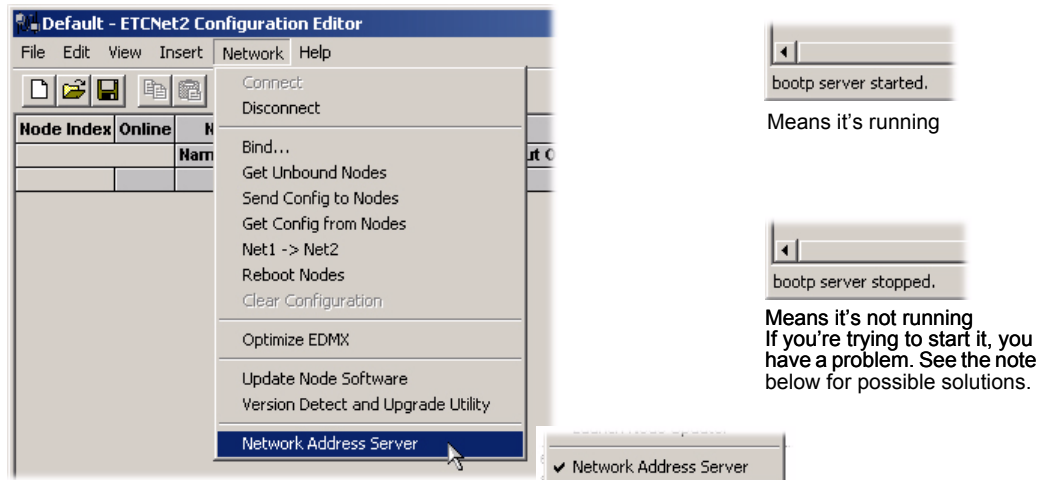 Default - ETCNet2 Configuration Editor
File Edit View Insert Network Help
Connect
Disconnect
Node Index Online N
Nam ut O
Bind...
Get Unbound Nodes
Send Config to Nodes
Get Config from Nodes
Net1 -> Net2
Reboot Nodes
Clear Configuration
Optimize EDMX
Update Node Software
Version Detect and Upgrade Utility
Network Address Server
Network Address Server
bootp server started.
Means it's running
bootp server stopped.
Means it's not running
If you're trying to start it, you
have a problem. See the note
below for possible solutions.